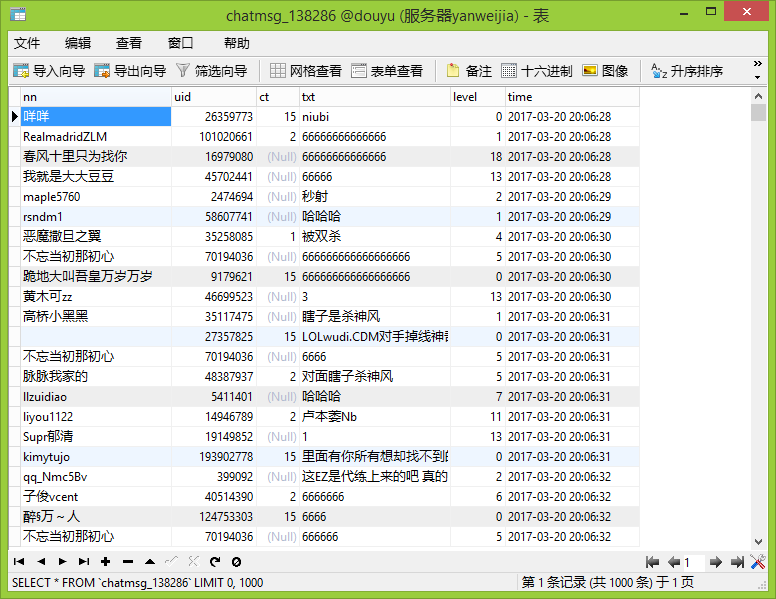 chatmsg_138286 @douyu (服务器yanweijia) - 表
文件 编辑 查看 窗口 帮助
导入向导 导出向导 筛选向导 网格查看 表单查看 备注 十六进制 图像 升序排序
nn uid ct txt level time
咩咩 26359773 15 niubi 0 2017-03-20 20:06:28
RealmadridZLM 101020661 2 66666666666666 1 2017-03-20 20:06:28
春风十里只为找你 16979080 (Null) 66666666666666 18 2017-03-20 20:06:28
我就是大大豆豆 45702441 (Null) 66666 13 2017-03-20 20:06:28
maple5760 2474694 (Null) 秒射 2 2017-03-20 20:06:29
rsndm1 58607741 (Null) 哈哈哈 1 2017-03-20 20:06:29
恶魔撒旦之翼 35258085 1 被双杀 4 2017-03-20 20:06:30
不忘当初那初心 70194036 (Null) 666666666666666666 5 2017-03-20 20:06:30
跪地大叫吾皇万岁万岁 9179621 15 666666666666666666 0 2017-03-20 20:06:30
黄木可zz 46699523 (Null) 3 13 2017-03-20 20:06:30
高桥小黑黑 35117475 (Null) 瞎子是杀神风 1 2017-03-20 20:06:31
27357825 15 LOLwudi.CDM对手掉线神 0 2017-03-20 20:06:31
不忘当初那初心 70194036 (Null) 6666 5 2017-03-20 20:06:31
脉脉我家的 48387937 2 对面瞎子杀神风 5 2017-03-20 20:06:31
llzuidiao 5411401 (Null) 哈哈哈 7 2017-03-20 20:06:31
liyou1122 14946789 2 卢本萎Nb 11 2017-03-20 20:06:31
Supr郁清 19149852 (Null) 1 13 2017-03-20 20:06:31
kimytujo 193902778 15 里面有你所有想却找不到 0 2017-03-20 20:06:31
qq_Nmc5Bv 399092 (Null) 这EZ是代练上来的吧 真的 2 2017-03-20 20:06:32
子俊vcent 40514390 2 6666666 6 2017-03-20 20:06:32
醉§万～人 124753303 15 6666 0 2017-03-20 20:06:32
不忘当初那初心 70194036 (Null) 666666 5 2017-03-20 20:06:32
1
SELECT * FROM `chatmsg_138286` LIMIT 0, 1000 第 1 条记录 (共 1000 条) 于 1 页